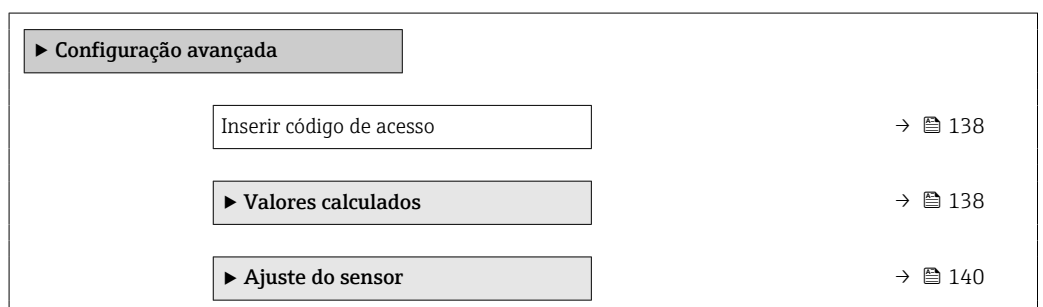 ▶ Configuração avançada
Inserir código de acesso → 138
▶ Valores calculados → 138
▶ Ajuste do sensor → 140